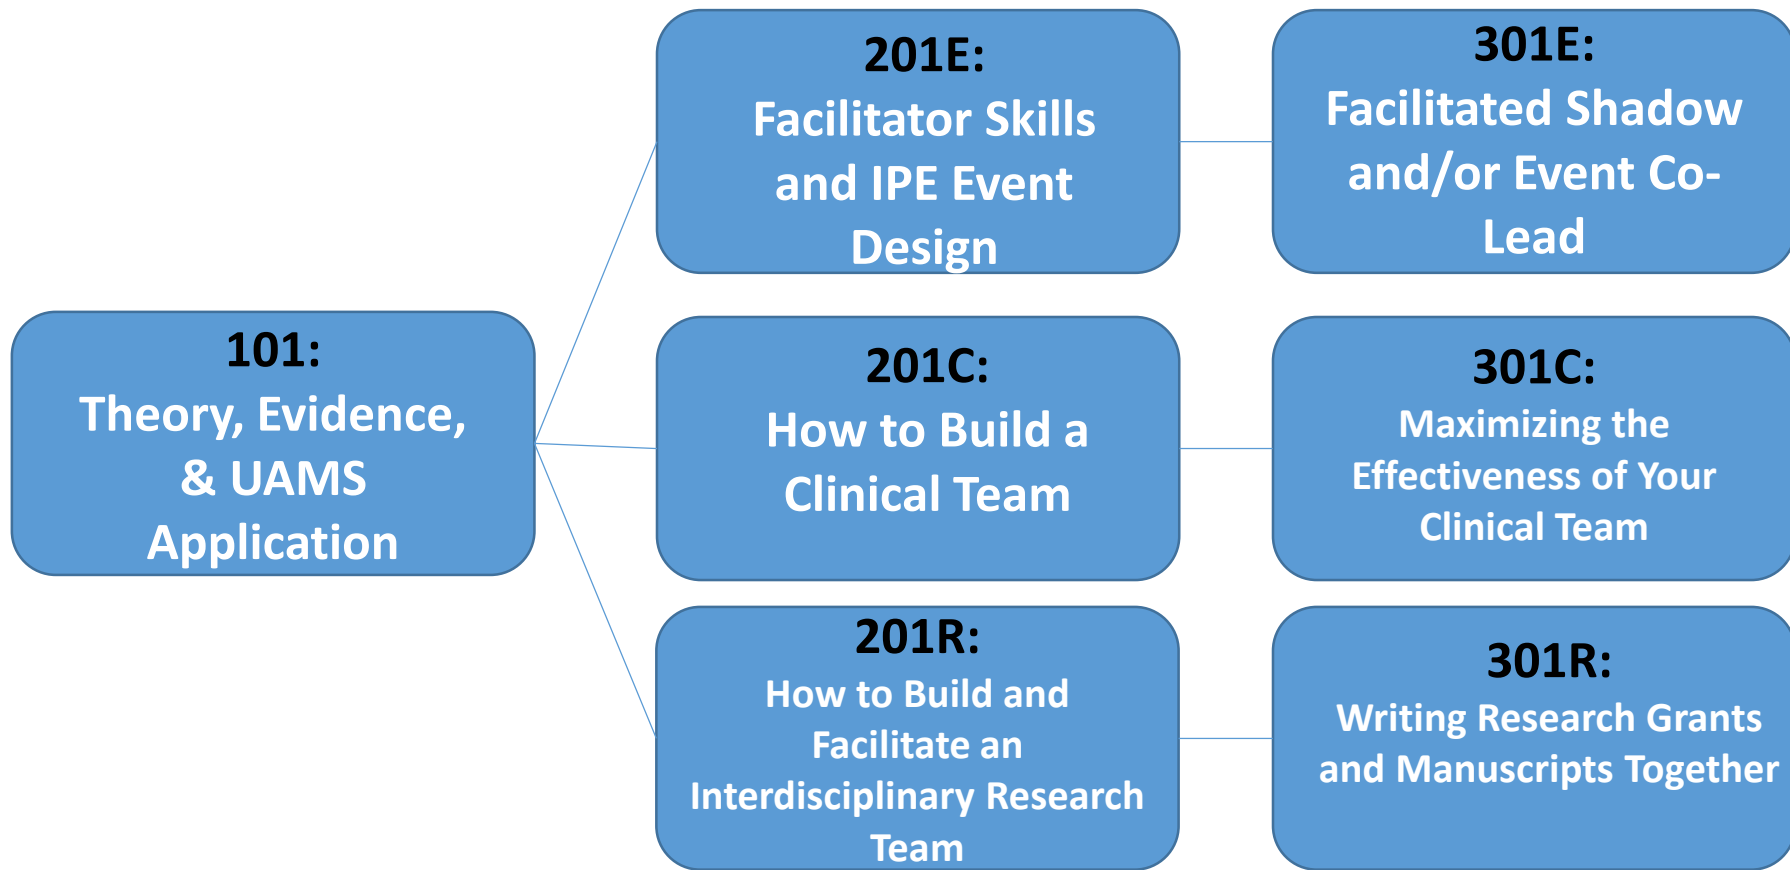 101:
Theory, Evidence,
& UAMS
Application
201E:
Facilitator Skills
and IPE Event
Design
301E:
Facilitated Shadow
and/or Event Co-
Lead
201C:
How to Build a
Clinical Team
301C:
Maximizing the
Effectiveness of Your
Clinical Team
201R:
How to Build and
Facilitate an
Interdisciplinary Research
Team
301R:
Writing Research Grants
and Manuscripts Together